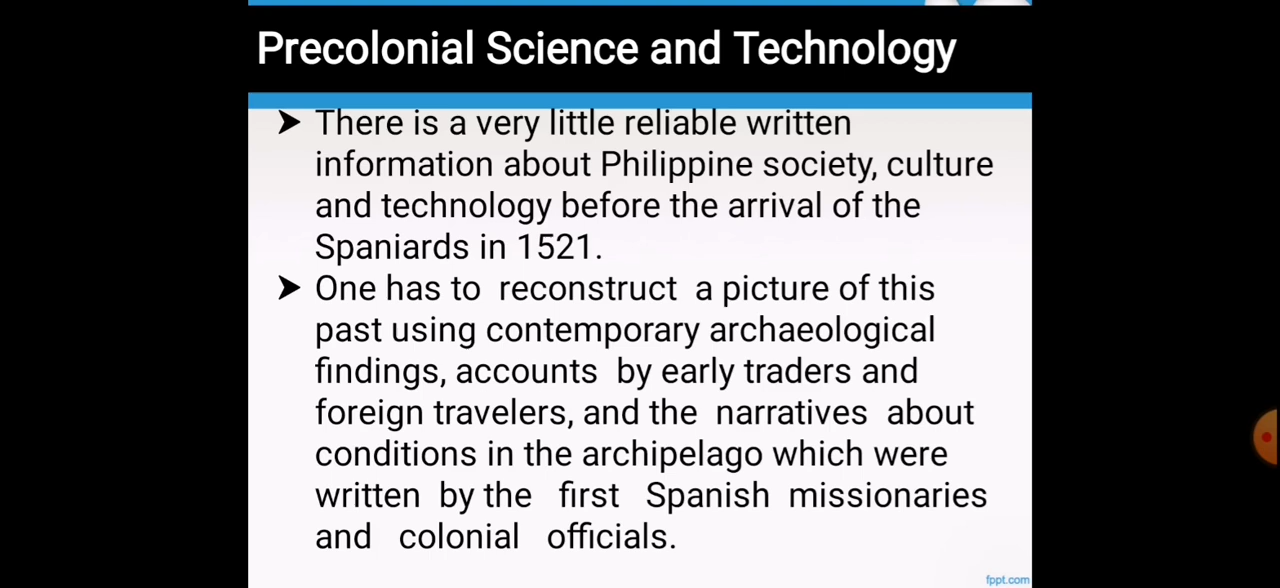 Precolonial Science and Technology
➤ There is a very little reliable written
information about Philippine society, culture
and technology before the arrival of the
Spaniards in 1521.
➤ One has to reconstruct a picture of this
past using contemporary archaeological
findings, accounts by early traders and
foreign travelers, and the narratives about
conditions in the archipelago which were
written by the first Spanish missionaries
and colonial officials.
fppt.com